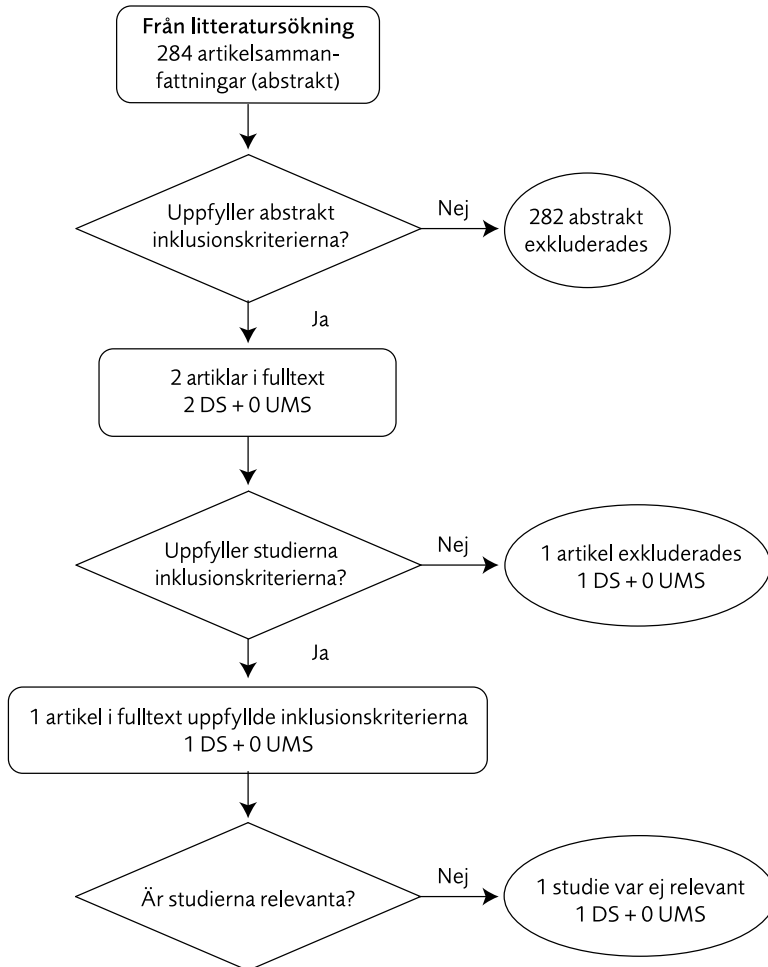 Från litteratursökning
284 artikelsamman-
fattningar (abstrakt)
Uppfyller abstrakt
inklusionskriterierna?
Nej
282 abstrakt
exkluderades
Ja
2 artiklar i fulltext
2 DS + 0 UMS
Uppfyller studierna
inklusionskriterierna?
Nej
1 artikel exkluderades
1 DS + 0 UMS
Ja
1 artikel i fulltext uppfyllde inklusionskriterierna
1 DS + 0 UMS
Är studierna relevanta?
Nej
1 studie var ej relevant
1 DS + 0 UMS